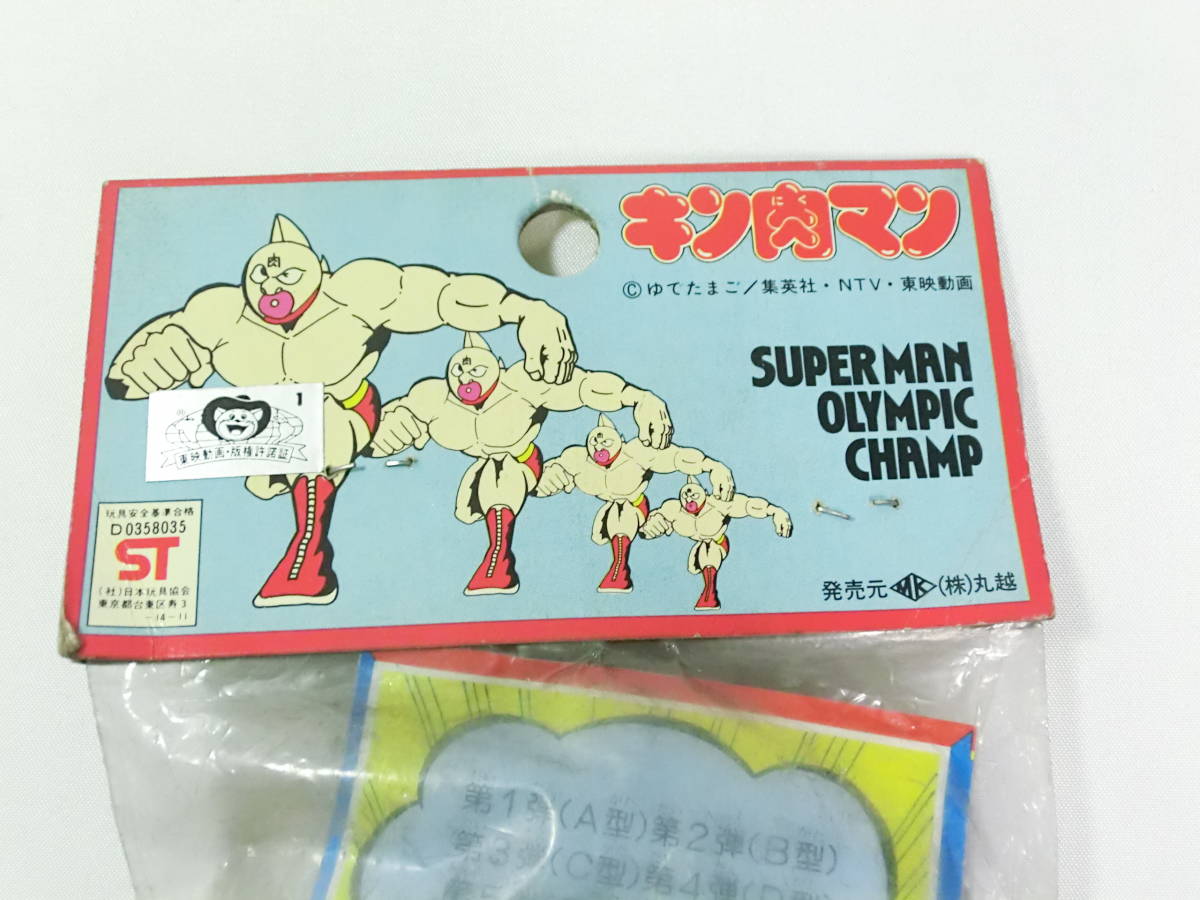 キン肉マン
にく
©ゆでたまご／集英社・NTV・東映動画
SUPERMAN
OLYMPIC
CHAMP
肉
肉
1
東映動画・版権許諾証
玩具安全基準合格
D0358035
ST
(社)日本玩具協会
東京都台東区寿3
－14－11
発売元 MK (株)丸越
第1弾(A型)第2弾(B型)
第3弾(C型)第4弾(D型)